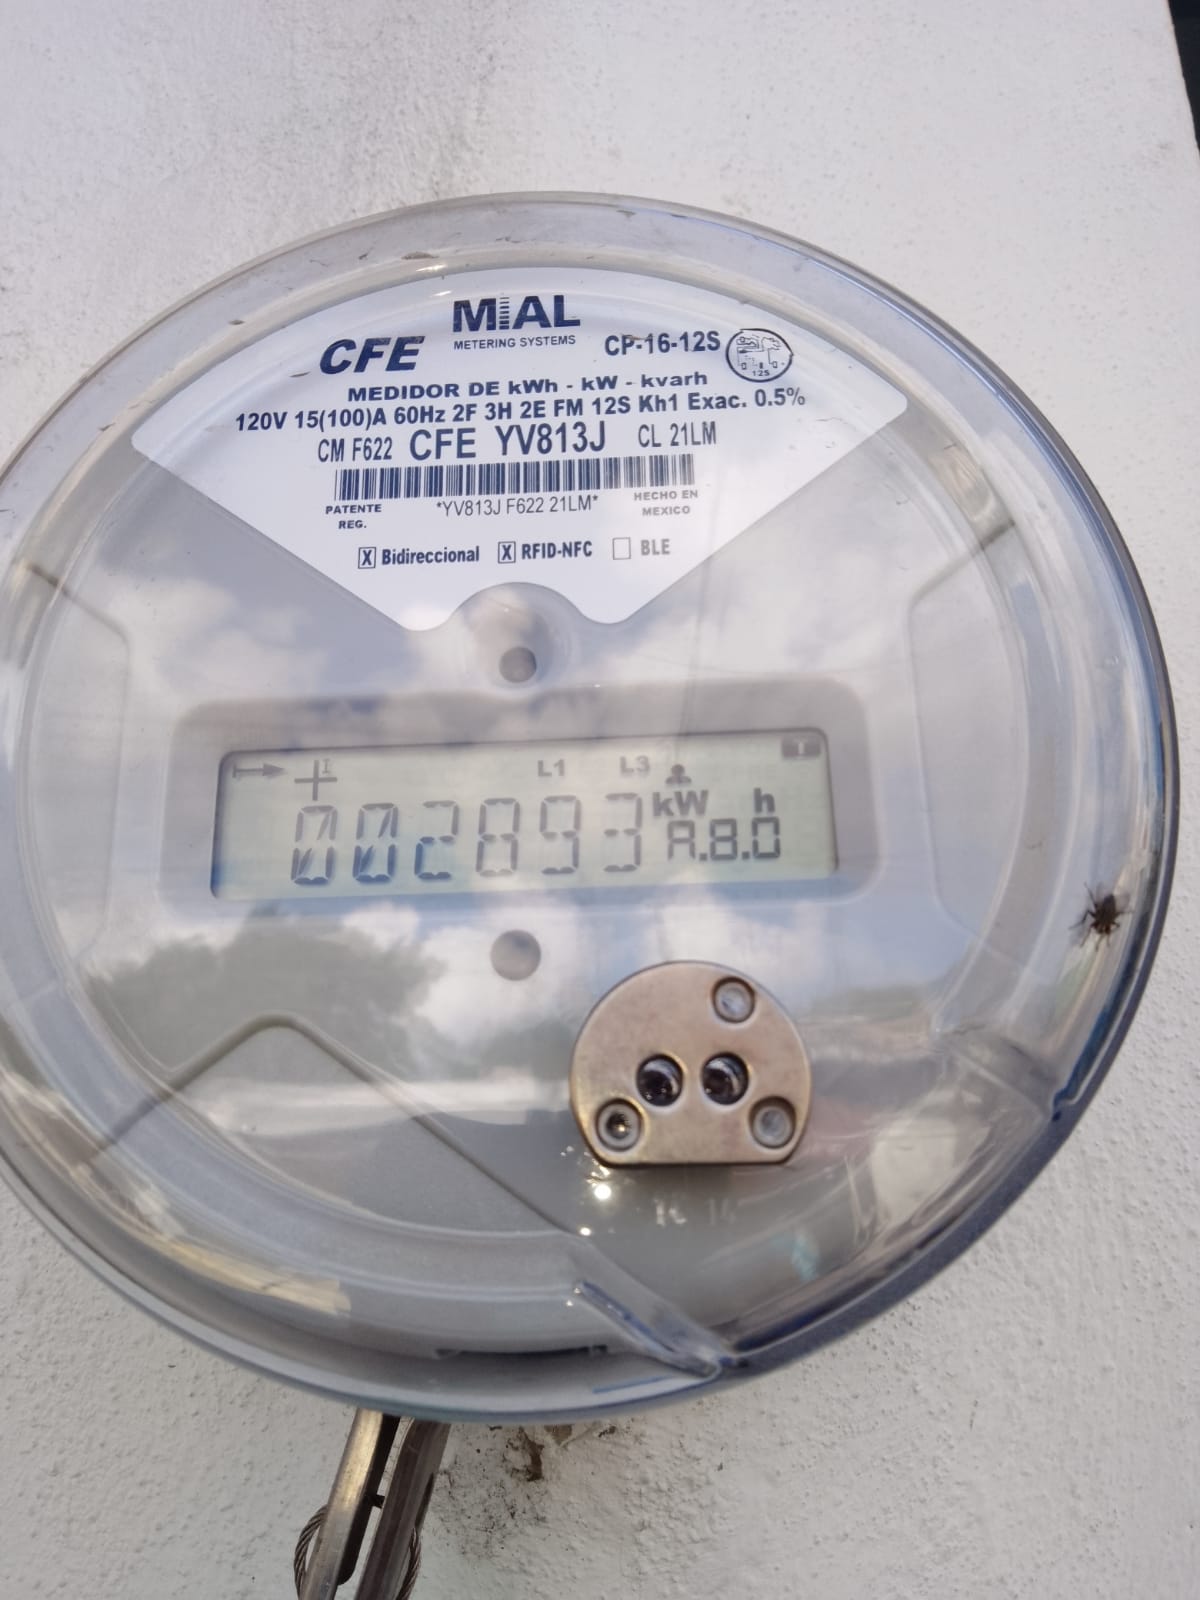 MIAL
METERING SYSTEMS
CFE
CP-16-12S
12S
MEDIDOR DE kWh - kW - kvarh
120V 15(100)A 60Hz 2F 3H 2E FM 12S Kh1 Exac. 0.5%
CM F622 CFE YV813J CL 21LM
PATENTE REG.
*YV813J F622 21LM*
HECHO EN MEXICO
X Bidireccional X RFID-NFC BLE
L1 L3 T
002893 kW h
A.8.0